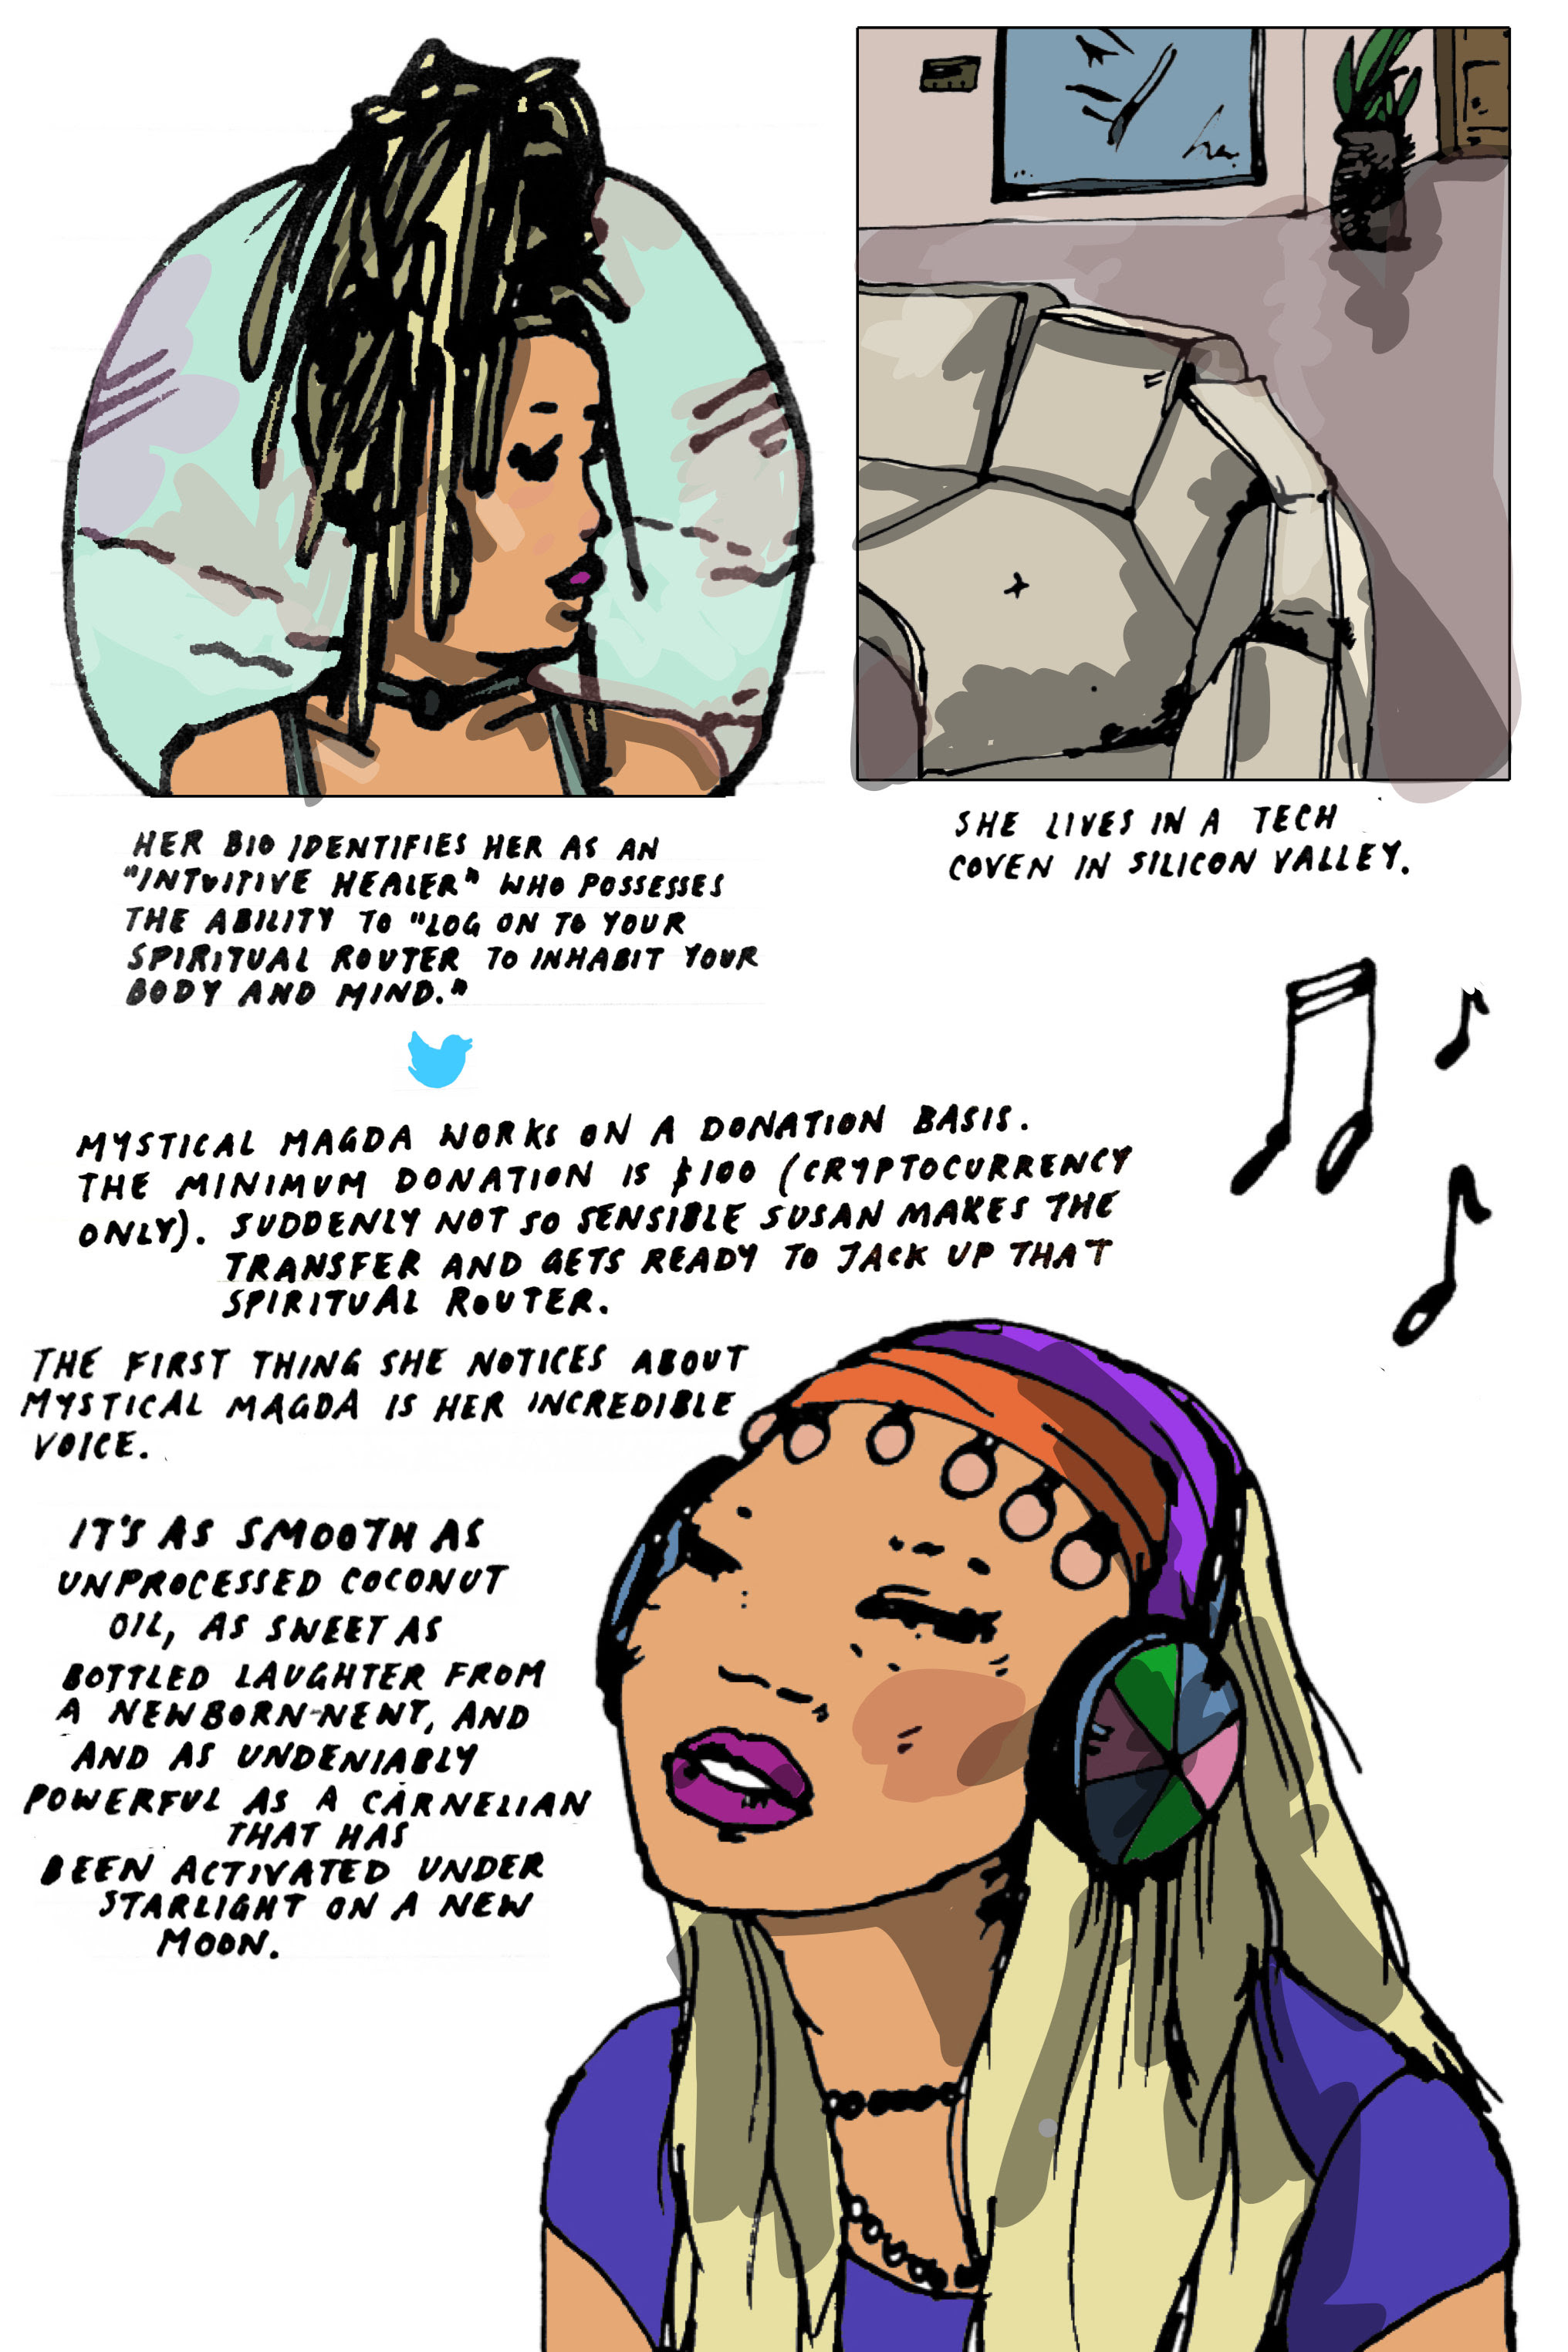 HER BIO IDENTIFIES HER AS AN
"INTUITIVE HEALER" WHO POSSESSES
THE ABILITY TO "LOG ON TO YOUR
SPIRITUAL ROUTER TO INHABIT YOUR
BODY AND MIND."
SHE LIVES IN A TECH
COVEN IN SILICON VALLEY.
MYSTICAL MAGDA WORKS ON A DONATION BASIS.
THE MINIMUM DONATION IS $100 (CRYPTOCURRENCY
ONLY). SUDDENLY NOT SO SENSIBLE SUSAN MAKES THE
TRANSFER AND GETS READY TO JACK UP THAT
SPIRITUAL ROUTER.
THE FIRST THING SHE NOTICES ABOUT
MYSTICAL MAGDA IS HER INCREDIBLE
VOICE.
IT'S AS SMOOTH AS
UNPROCESSED COCONUT
OIL, AS SWEET AS
BOTTLED LAUGHTER FROM
A NEWBORN-NEWT, AND
AND AS UNDENIABLY
POWERFUL AS A CARNELIAN
THAT HAS
BEEN ACTIVATED UNDER
STARLIGHT ON A NEW
MOON.